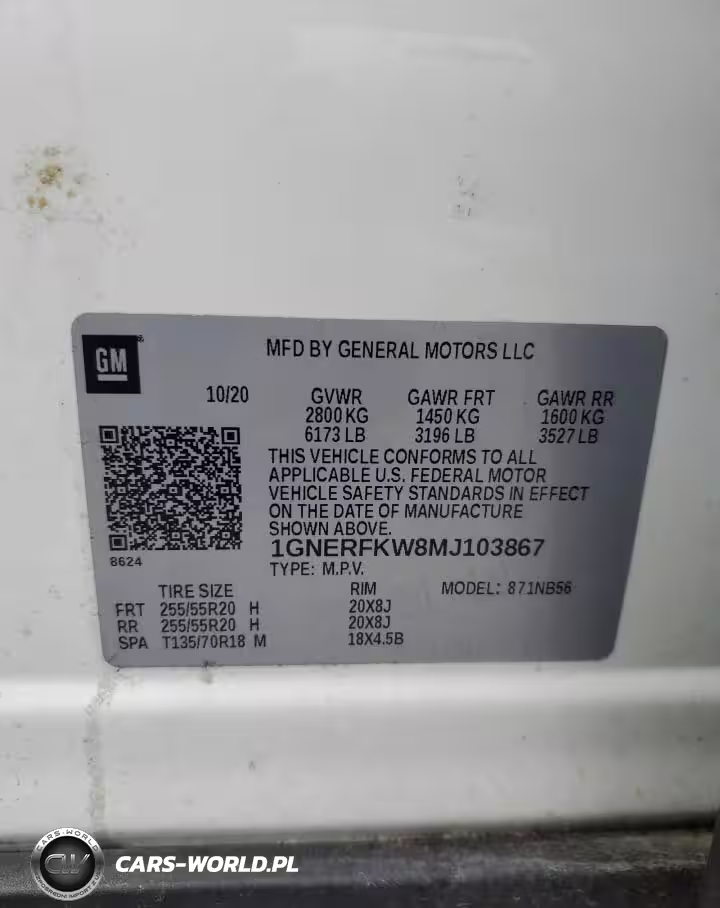 GM
MFD BY GENERAL MOTORS LLC
10/20 GVWR GAWR FRT GAWR RR
2800 KG 1450 KG 1600 KG
6173 LB 3196 LB 3527 LB
THIS VEHICLE CONFORMS TO ALL
APPLICABLE U.S. FEDERAL MOTOR
VEHICLE SAFETY STANDARDS IN EFFECT
ON THE DATE OF MANUFACTURE
SHOWN ABOVE.
1GNERFKW8MJ103867
8624
TYPE: M.P.V.
TIRE SIZE RIM MODEL: 871NB56
FRT 255/55R20 H 20X8J
RR 255/55R20 H 20X8J
SPA T135/70R18 M 18X4.5B
CARS-WORLD
CW
CARS-WORLD.PL